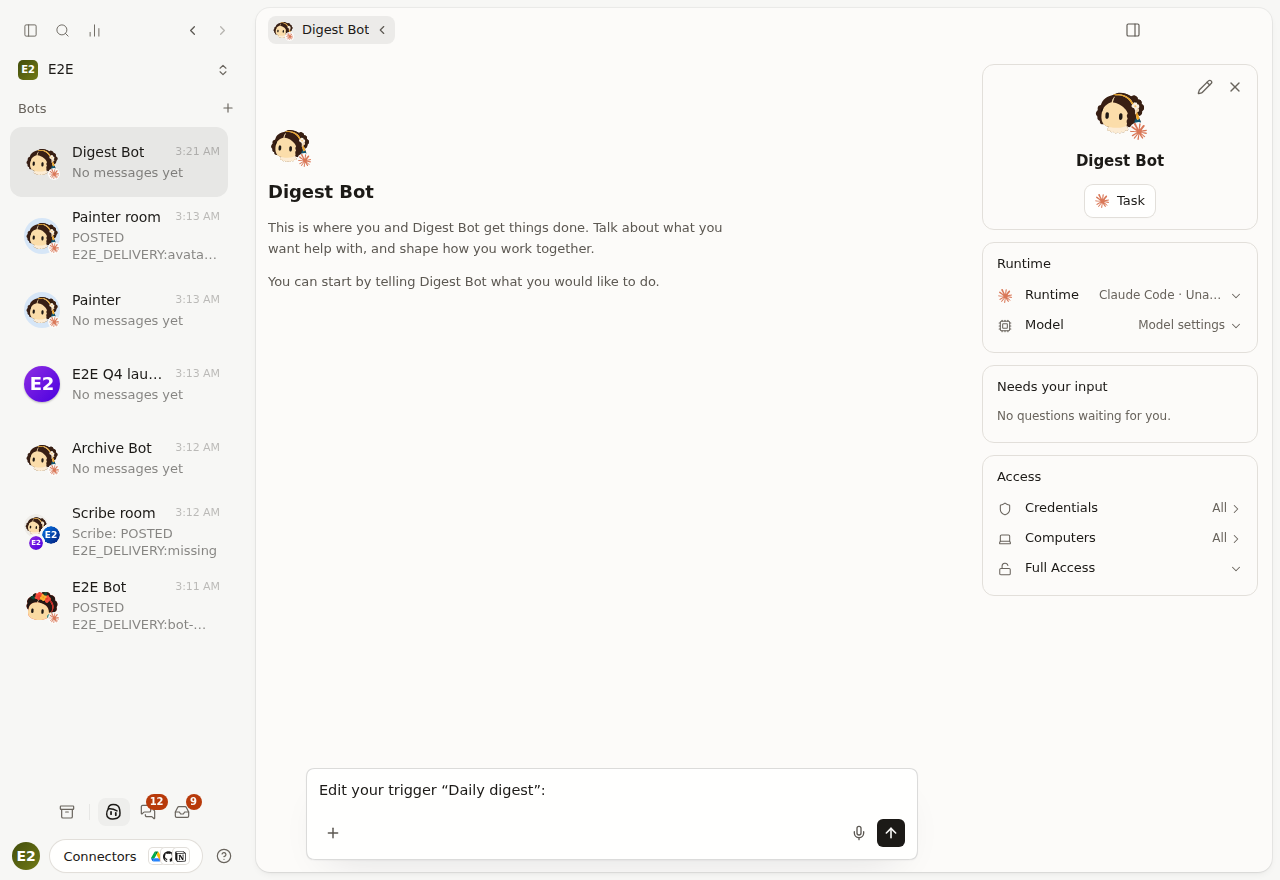 Digest Bot
E2 E2E
Bots
Digest Bot 3:21 AM
No messages yet
Painter room 3:13 AM
POSTED
E2E_DELIVERY:avata…
Painter 3:13 AM
No messages yet
E2 E2E Q4 lau… 3:13 AM
No messages yet
Archive Bot 3:12 AM
No messages yet
Scribe room 3:12 AM
E2 E2 Scribe: POSTED
E2E_DELIVERY:missing
E2E Bot 3:11 AM
POSTED
E2E_DELIVERY:bot-…
12 9
E2 Connectors
Digest Bot
This is where you and Digest Bot get things done. Talk about what you
want help with, and shape how you work together.
You can start by telling Digest Bot what you would like to do.
Edit your trigger “Daily digest”:
Digest Bot
Task
Runtime
Runtime Claude Code · Una…
Model Model settings
Needs your input
No questions waiting for you.
Access
Credentials All
Computers All
Full Access